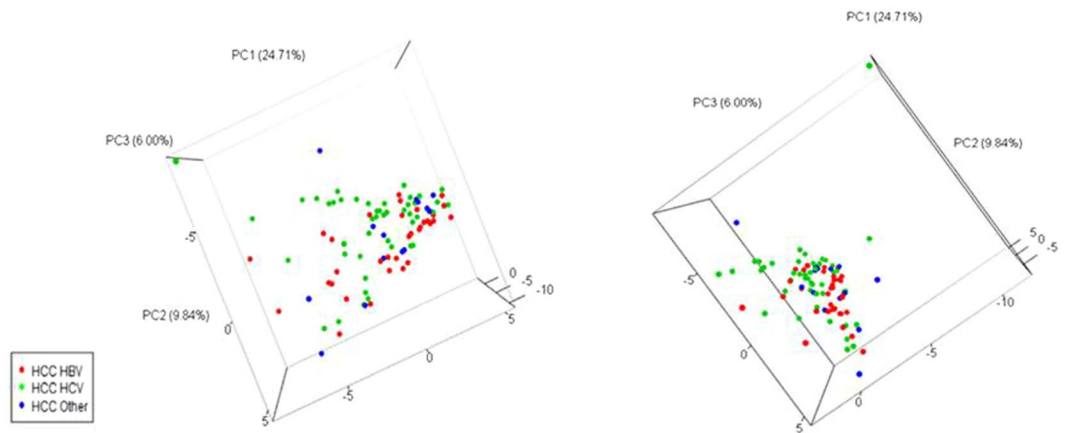 PC1 (24.71%)
PC3 (6.00%)
PC2 (9.84%)
-5
0
5
-5
0
5
0
-5
-10
HCC HBV
HCC HCV
HCC Other
PC1 (24.71%)
PC3 (6.00%)
PC2 (9.84%)
-5
0
5
0
-5
-10
5
0
-5